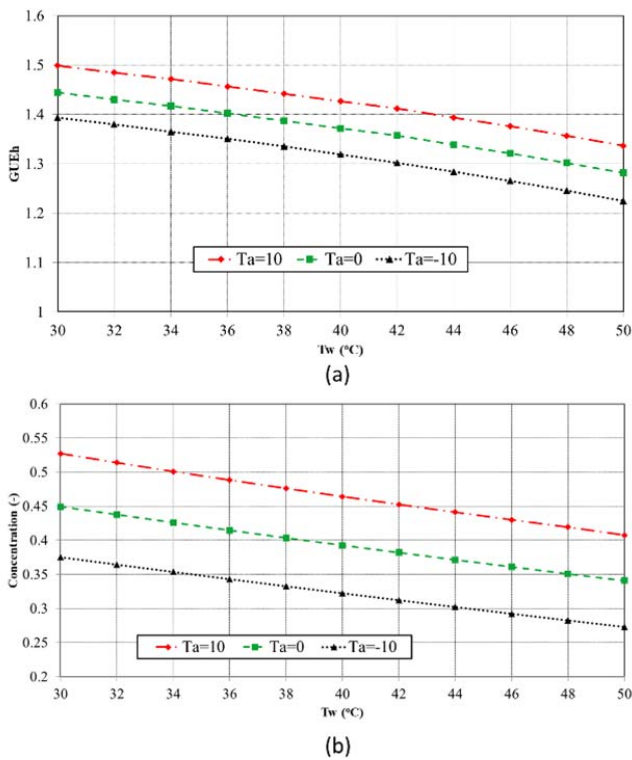 1.6
1.5
1.4
1.3
1.2
1.1
1
GUEh
Ta=10 Ta=0 Ta=-10
30 32 34 36 38 40 42 44 46 48 50
Tw (°C)
(a)
0.6
0.55
0.5
0.45
0.4
0.35
0.3
0.25
0.2
Concentration (-)
Ta=10 Ta=0 Ta=-10
30 32 34 36 38 40 42 44 46 48 50
Tw (°C)
(b)